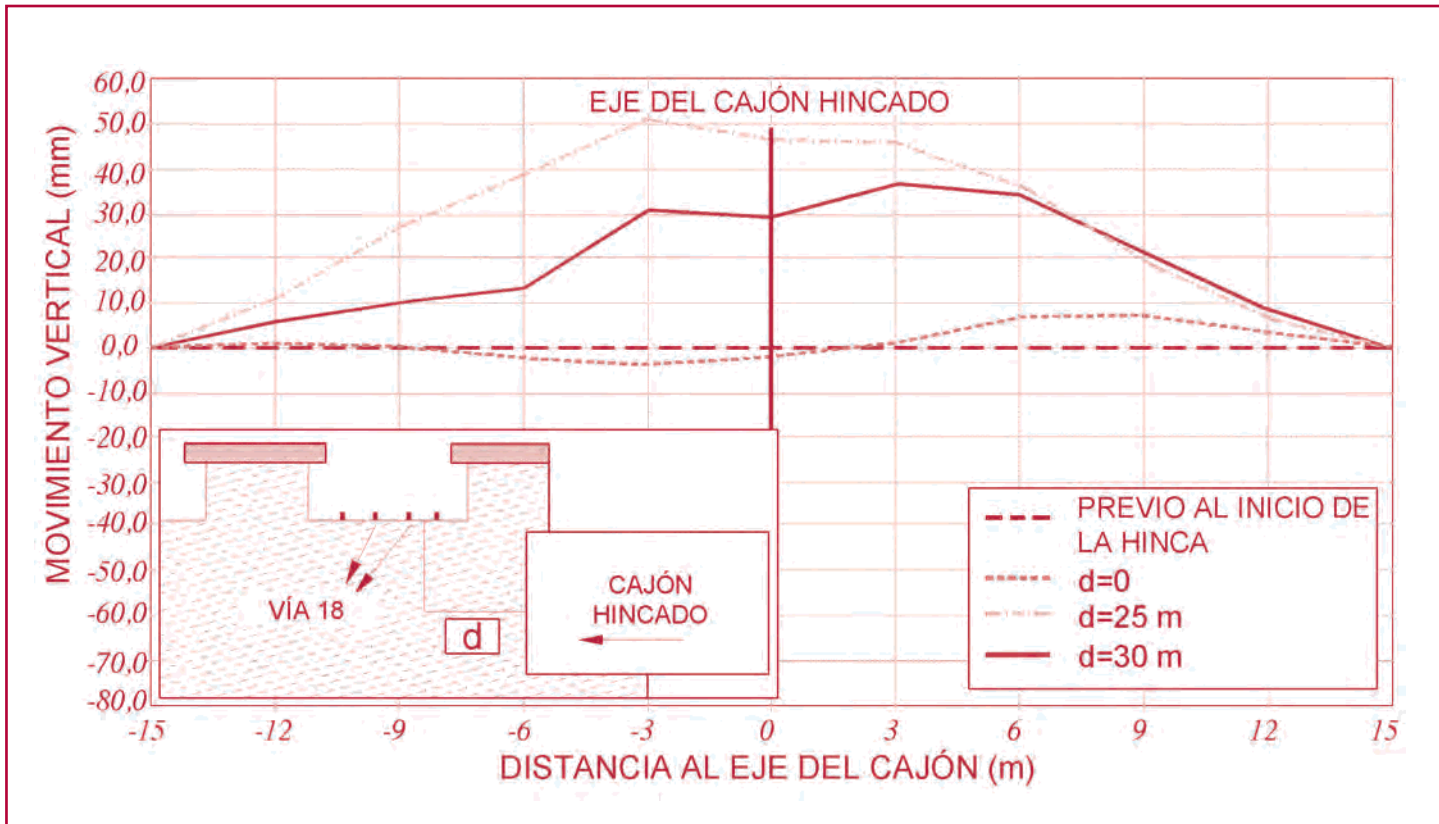 MOVIMIENTO VERTICAL (mm)
60,0
50,0
40,0
30,0
20,0
10,0
0,0
-10,0
-20,0
-30,0
-40,0
-50,0
-60,0
-70,0
-80,0
EJE DEL CAJÓN HINCADO
VÍA 18
d
CAJÓN
HINCADO
PREVIO AL INICIO DE
LA HINCA
d=0
d=25 m
d=30 m
-15
-12
-9
-6
-3
0
3
6
9
12
15
DISTANCIA AL EJE DEL CAJÓN (m)